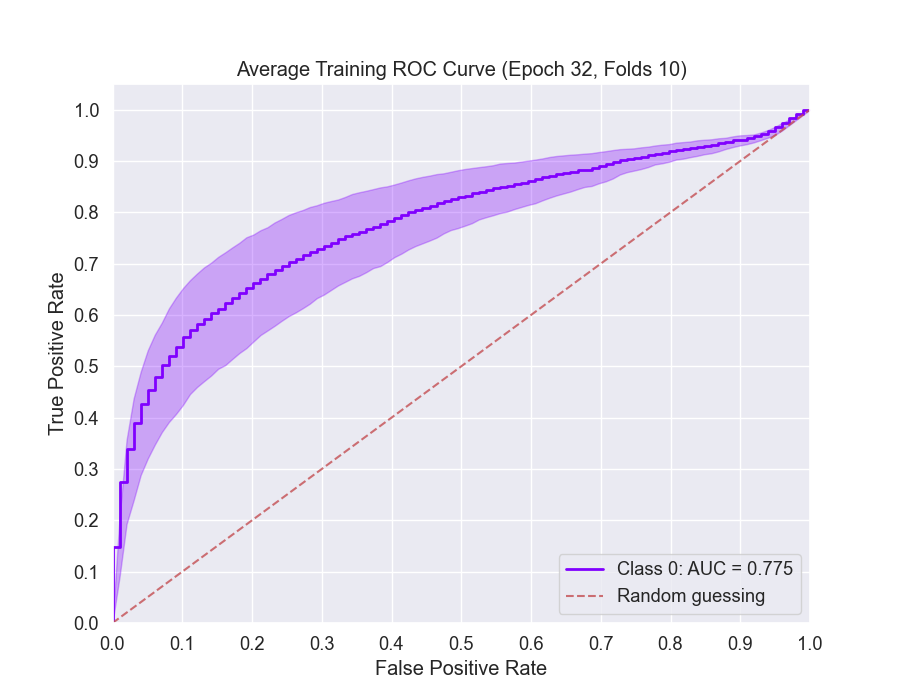 Average Training ROC Curve (Epoch 32, Folds 10)
True Positive Rate
1.0
0.9
0.8
0.7
0.6
0.5
0.4
0.3
0.2
0.1
0.0
Class 0: AUC = 0.775
Random guessing
0.0 0.1 0.2 0.3 0.4 0.5 0.6 0.7 0.8 0.9 1.0
False Positive Rate